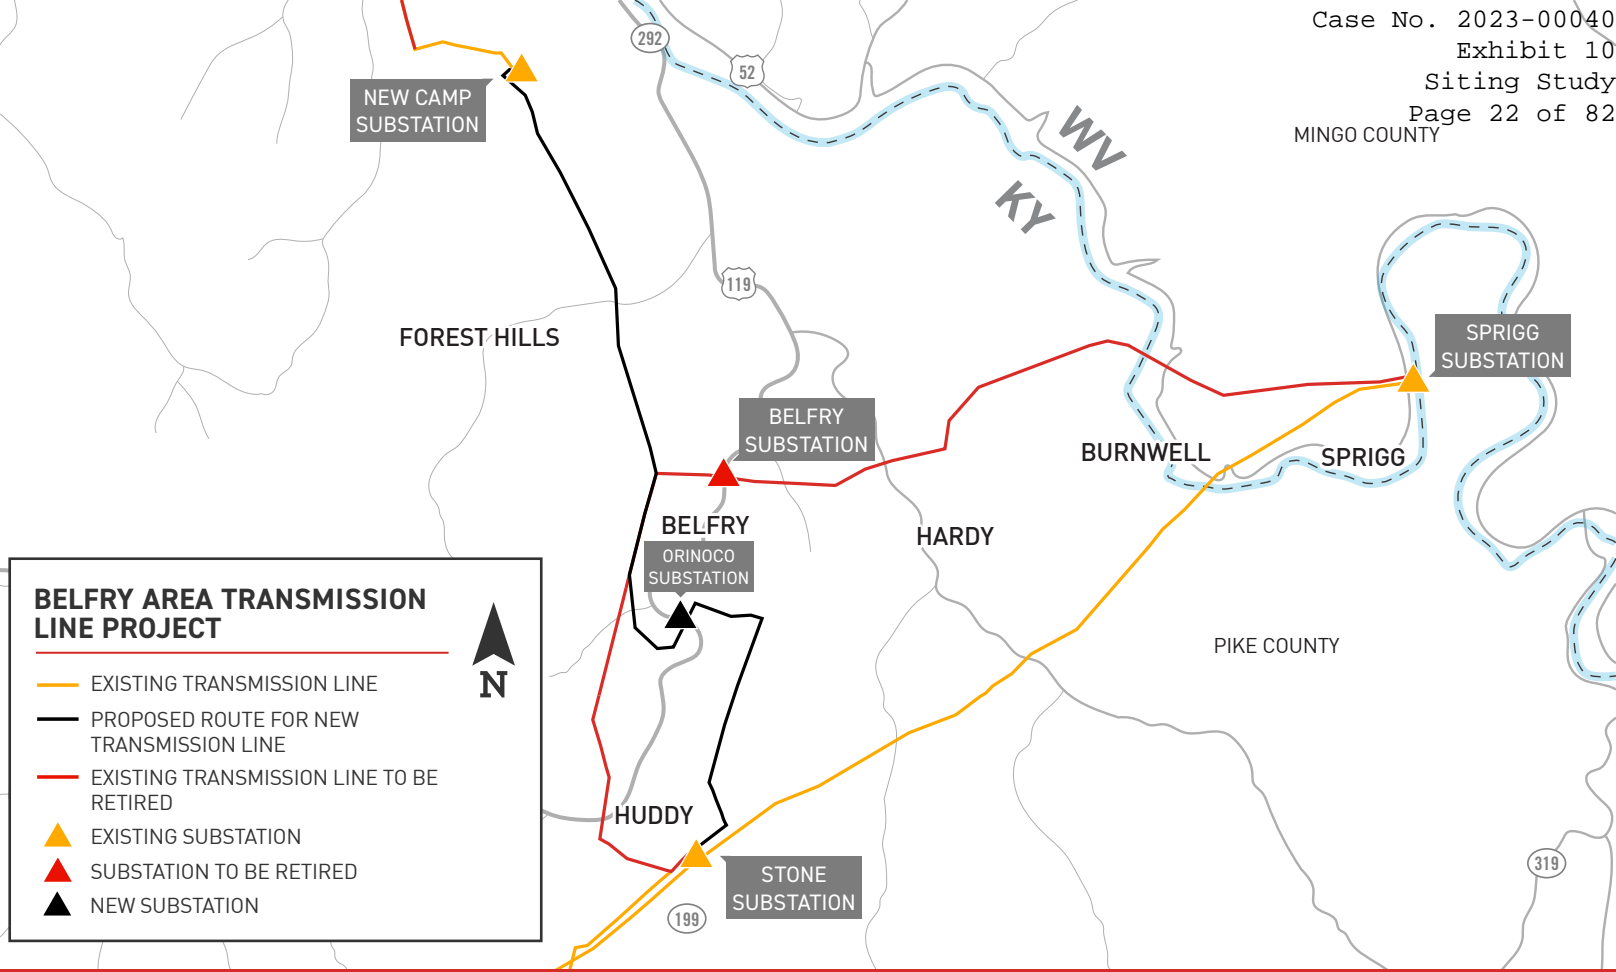 Case No. 2023-00040
Exhibit 10
Siting Study
Page 22 of 82
292
52
NEW CAMP
SUBSTATION
WV
KY
MINGO COUNTY
119
FOREST HILLS
SPRIGG
SUBSTATION
BELFRY
SUBSTATION
BURNWELL
SPRIGG
BELFRY
HARDY
ORINOCO
SUBSTATION
PIKE COUNTY
HUDDY
STONE
SUBSTATION
199
319
BELFRY AREA TRANSMISSION
LINE PROJECT
N
EXISTING TRANSMISSION LINE
PROPOSED ROUTE FOR NEW
TRANSMISSION LINE
EXISTING TRANSMISSION LINE TO BE
RETIRED
EXISTING SUBSTATION
SUBSTATION TO BE RETIRED
NEW SUBSTATION